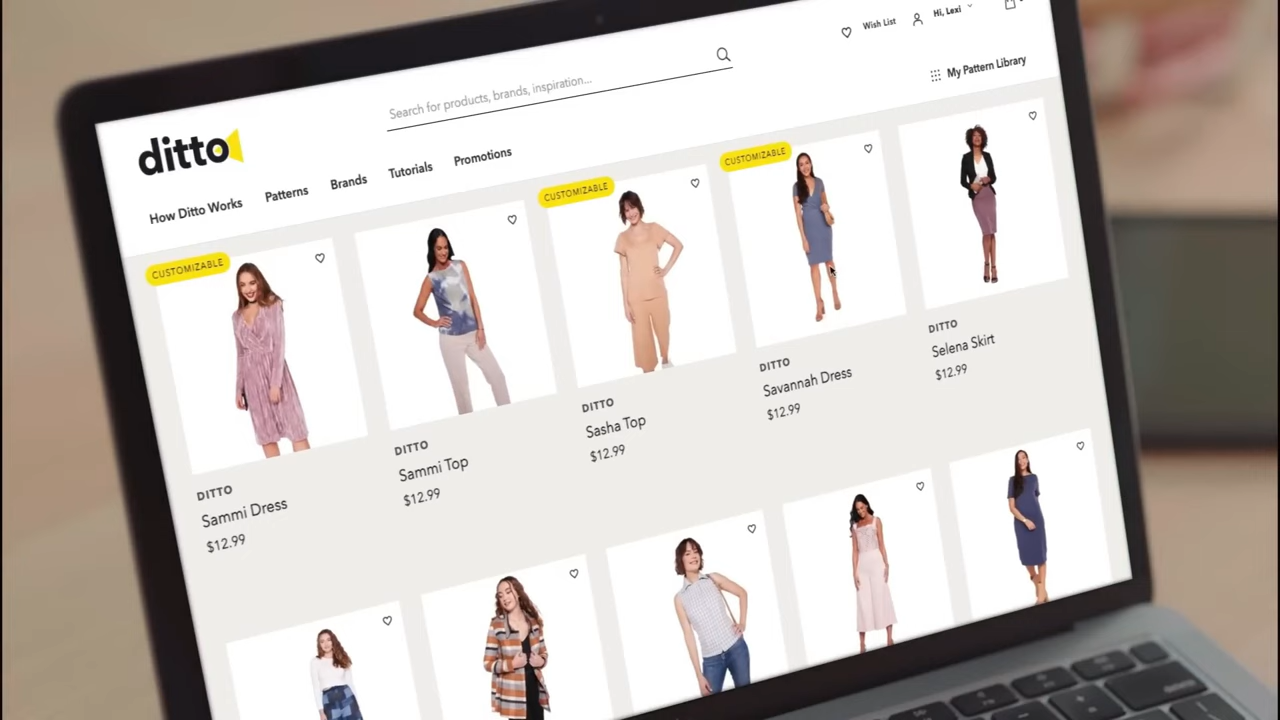 Wish List
Hi, Lexi
Search for products, brands, inspiration...
My Pattern Library
ditto
How Ditto Works
Patterns
Brands
Tutorials
Promotions
CUSTOMIZABLE
DITTO
Sammi Dress
$12.99
DITTO
Sammi Top
$12.99
CUSTOMIZABLE
DITTO
Sasha Top
$12.99
CUSTOMIZABLE
DITTO
Savannah Dress
$12.99
DITTO
Selena Skirt
$12.99